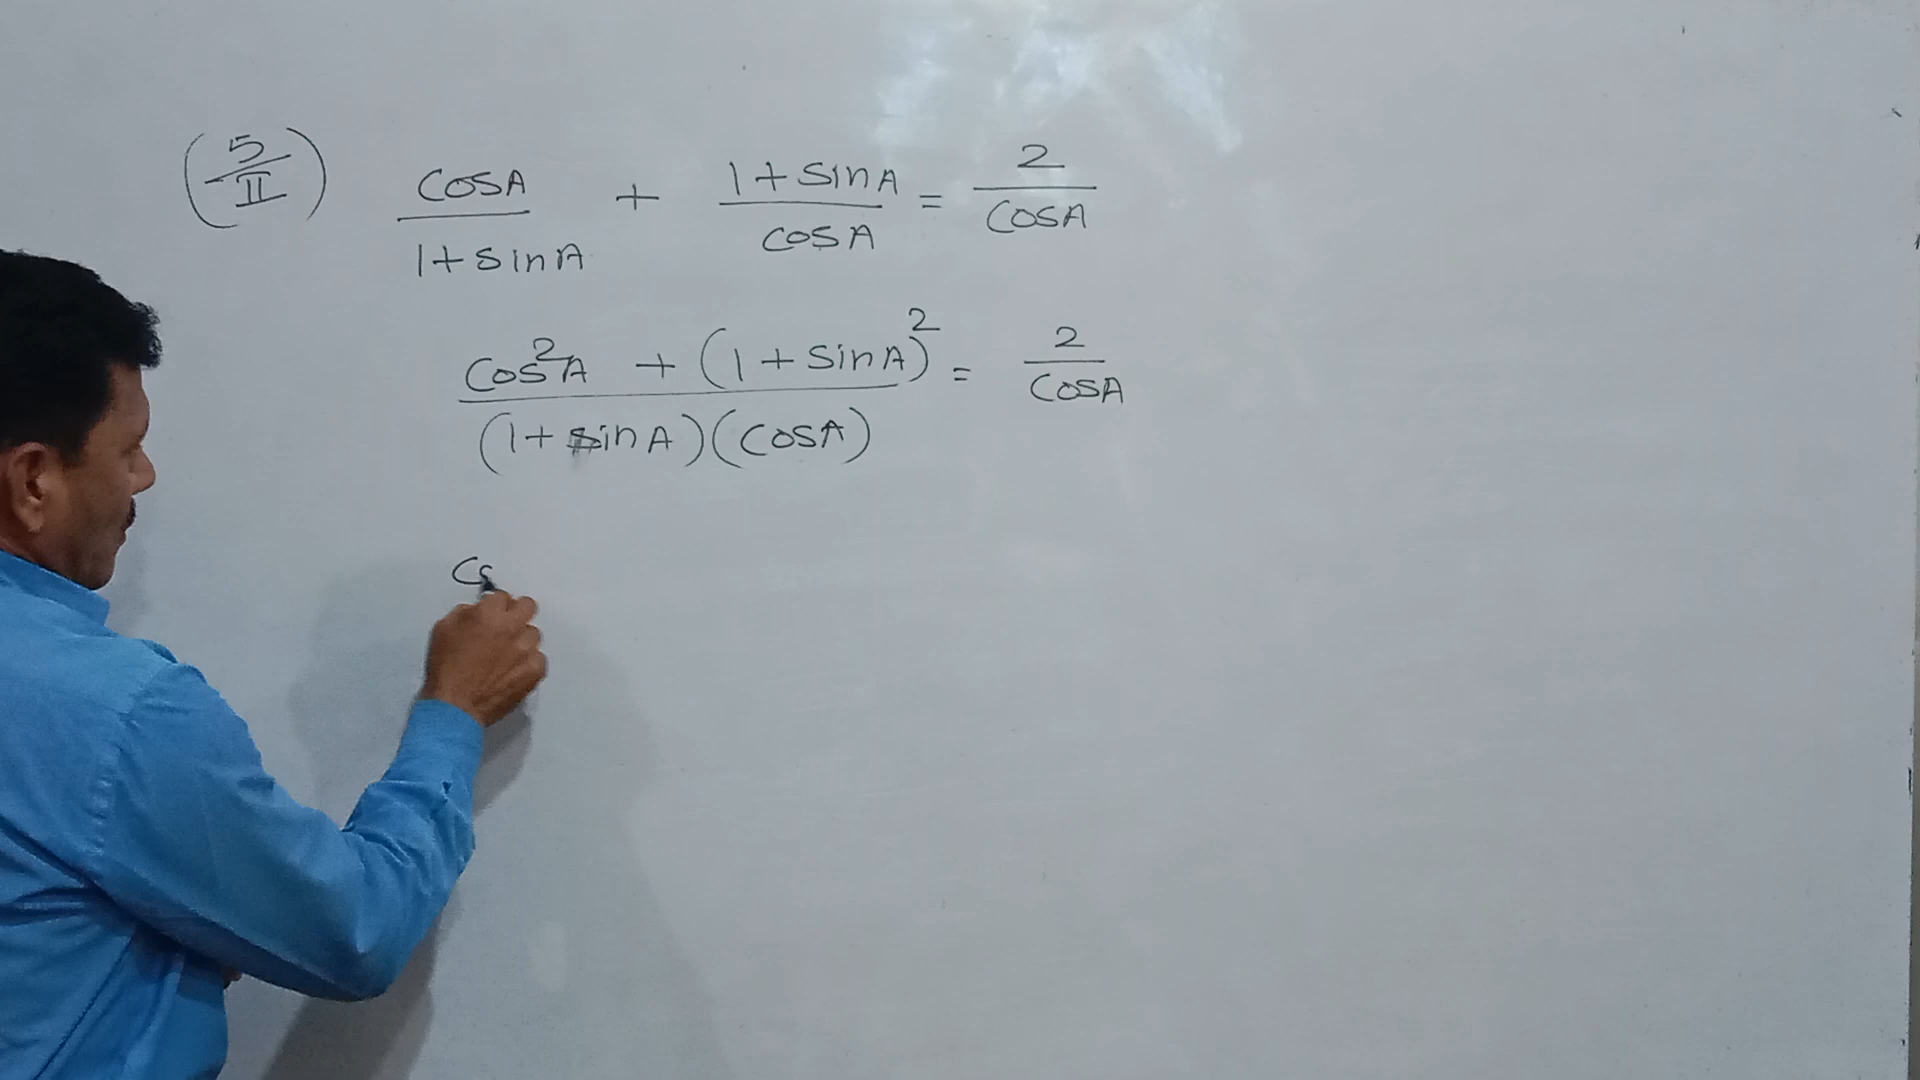 (5/II) COSA/1+sinA + 1+sinA/COSA = 2/COSA
cos²A + (1+sinA)²/(1+sinA)(COSA) = 2/COSA
Co